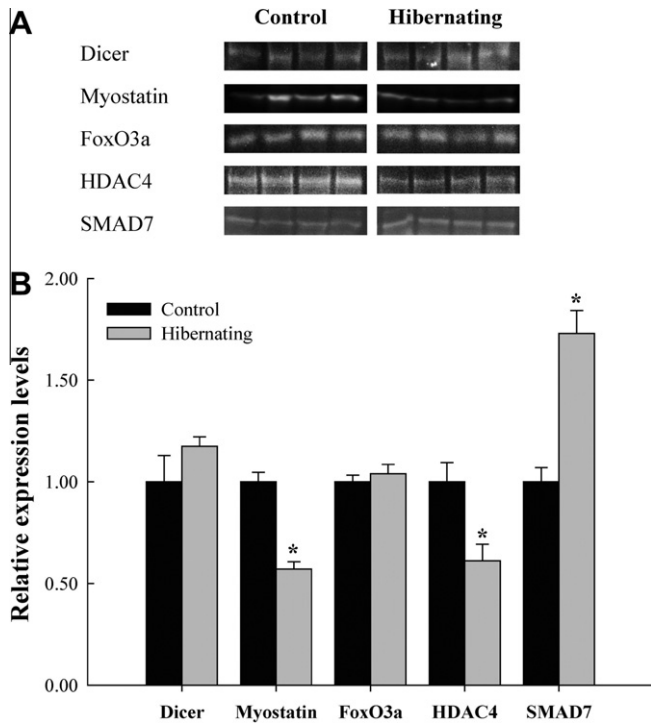 A
Control Hibernating
Dicer
Myostatin
FoxO3a
HDAC4
SMAD7
B
2.00
1.50
1.00
0.50
0.00
Relative expression levels
Control
Hibernating
*
*
*
Dicer Myostatin FoxO3a HDAC4 SMAD7